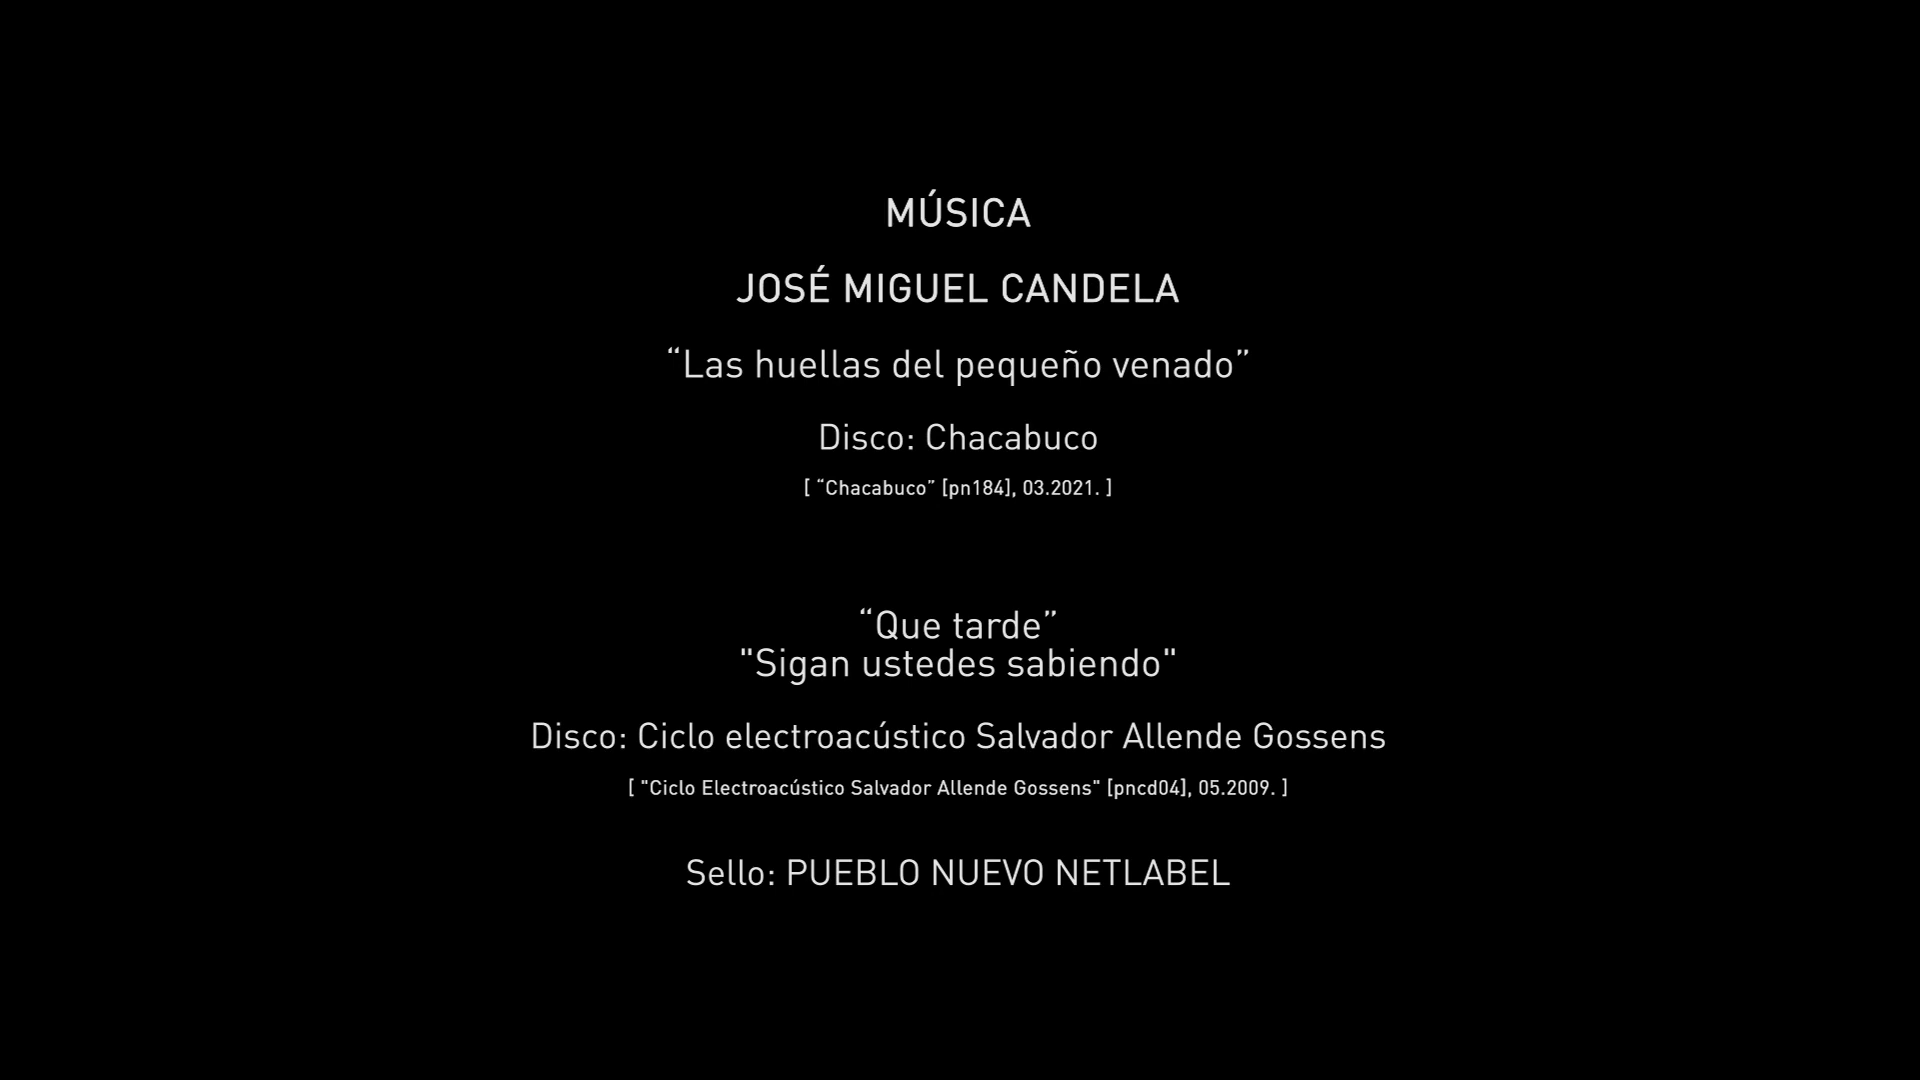 MÚSICA
JOSÉ MIGUEL CANDELA
“Las huellas del pequeño venado”
Disco: Chacabuco
[ “Chacabuco” [pn184], 03.2021. ]
“Que tarde”
"Sigan ustedes sabiendo"
Disco: Ciclo electroacústico Salvador Allende Gossens
[ "Ciclo Electroacústico Salvador Allende Gossens" [pncd04], 05.2009. ]
Sello: PUEBLO NUEVO NETLABEL